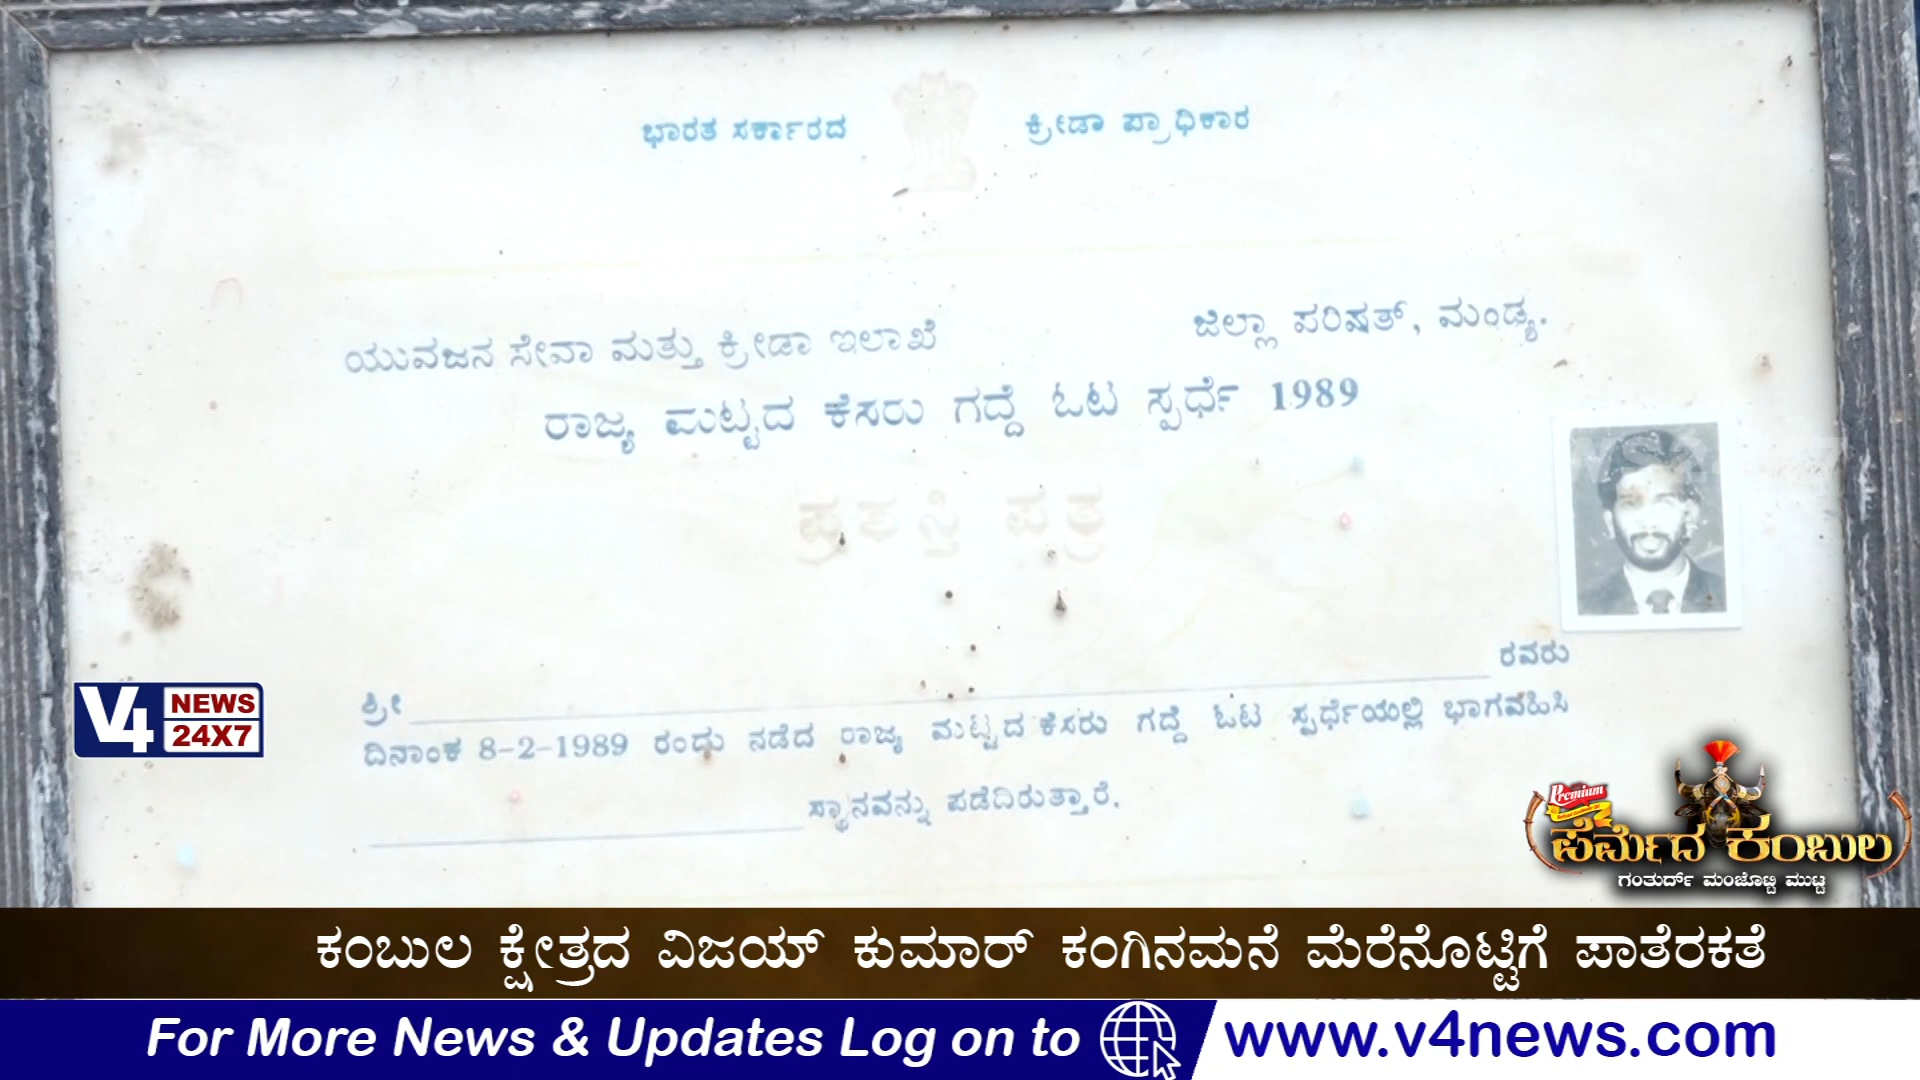 ಭಾರತ ಸರ್ಕಾರದ ಕ್ರೀಡಾ ಪ್ರಾಧಿಕಾರ
ಯುವಜನ ಸೇವಾ ಮತ್ತು ಕ್ರೀಡಾ ಇಲಾಖೆ ಜಿಲ್ಲಾ ಪರಿಷತ್, ಮಂಡ್ಯ.
ರಾಜ್ಯ ಮಟ್ಟದ ಕೆಸರು ಗದ್ದೆ ಓಟ ಸ್ಪರ್ಧೆ 1989
ಪ್ರಶಸ್ತಿ ಪತ್ರ
ಶ್ರೀ ರವರು
ದಿನಾಂಕ 8-2-1989 ರಂದು ನಡೆದ ರಾಜ್ಯ ಮಟ್ಟದ ಕೆಸರು ಗದ್ದೆ ಓಟ ಸ್ಪರ್ಧೆಯಲ್ಲಿ ಭಾಗವಹಿಸಿ
ಸ್ಥಾನವನ್ನು ಪಡೆದಿರುತ್ತಾರೆ.
V4 NEWS 24X7
Premium
ಪೆರ್ಮೆದ ಕಂಬುಲ
ಗಂತುರ್ದ್ ಮಂಜೊಟ್ಟಿ ಮುಟ್ಟ
ಕಂಬುಲ ಕ್ಷೇತ್ರದ ವಿಜಯ್ ಕುಮಾರ್ ಕಂಗಿನಮನೆ ಮೆರೆನೊಟ್ಟಿಗೆ ಪಾತೆರಕತೆ
For More News & Updates Log on to www.v4news.com